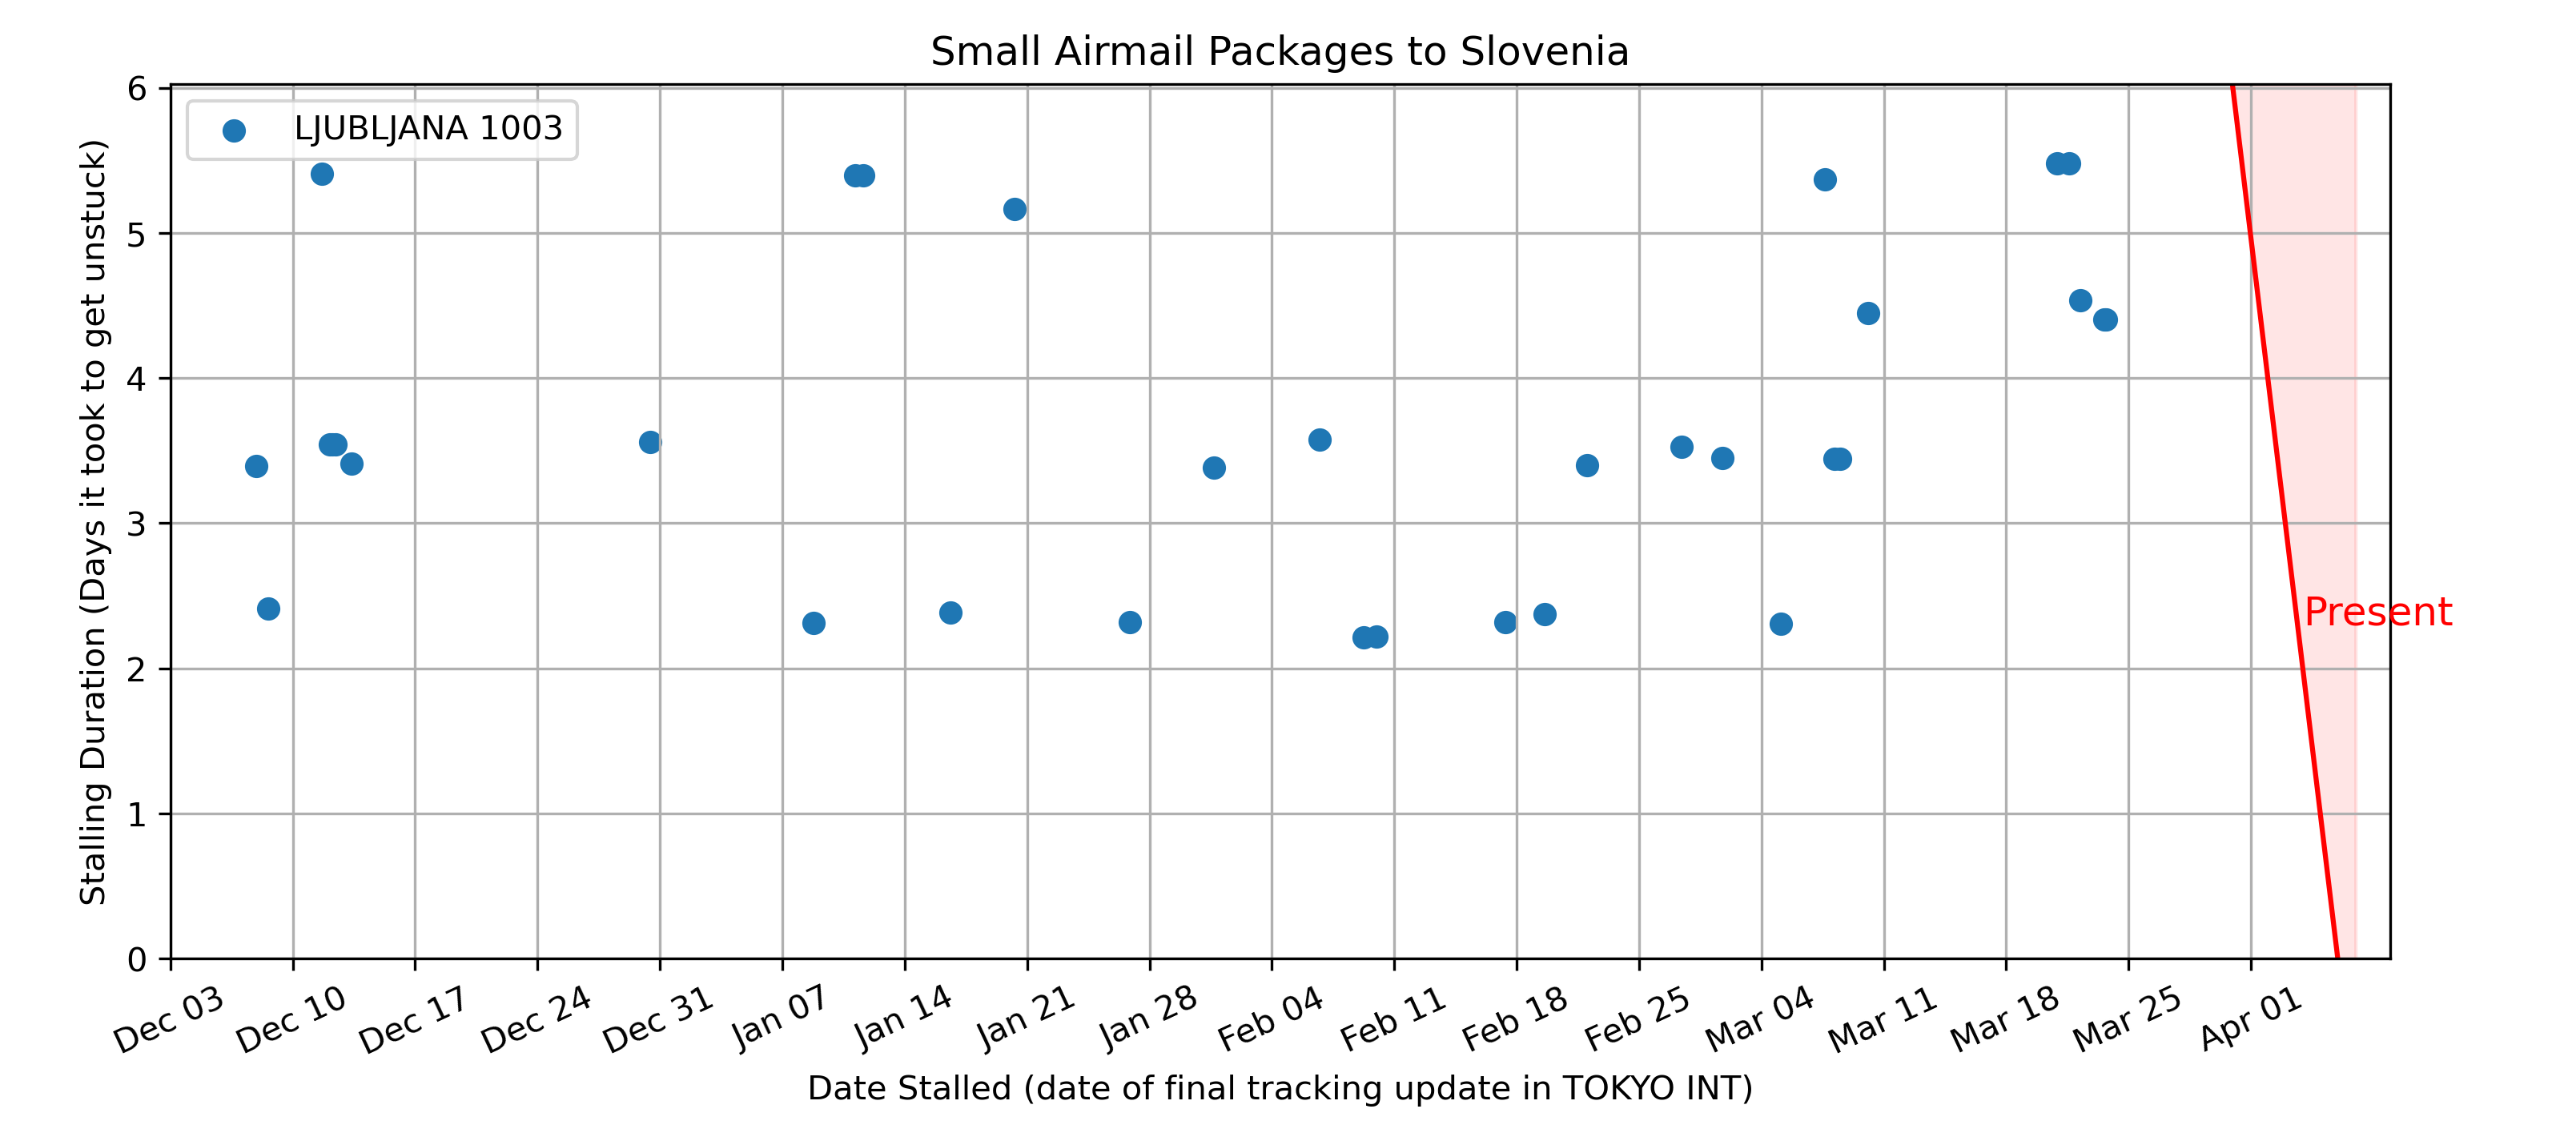 Small Airmail Packages to Slovenia
LJUBLJANA 1003
Stalling Duration (Days it took to get unstuck)
6
5
4
3
2
1
0
Present
Dec 03 Dec 10 Dec 17 Dec 24 Dec 31 Jan 07 Jan 14 Jan 21 Jan 28 Feb 04 Feb 11 Feb 18 Feb 25 Mar 04 Mar 11 Mar 18 Mar 25 Apr 01
Date Stalled (date of final tracking update in TOKYO INT)